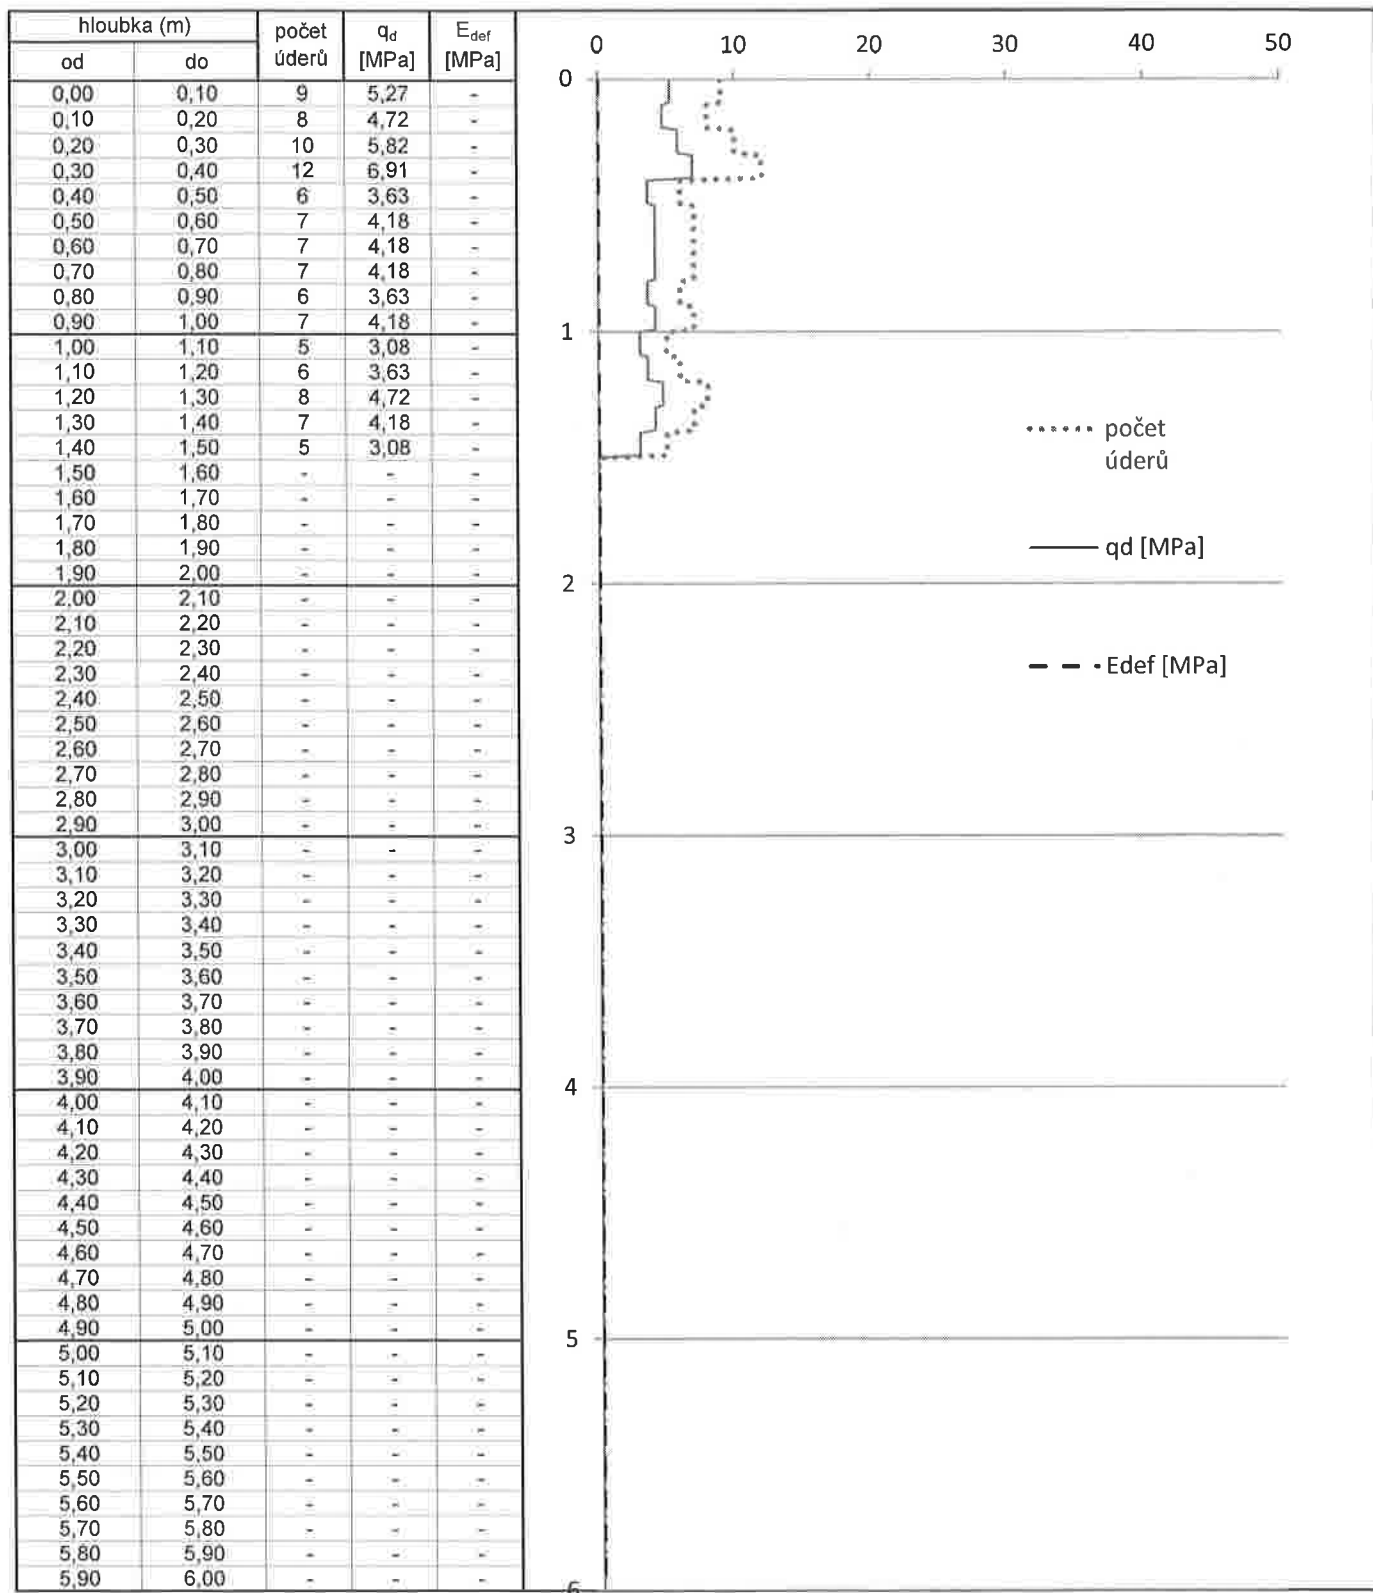 hloubka (m) počet úderů q_d [MPa] E_def [MPa]
od do
0,00 0,10 9 5,27 -
0,10 0,20 8 4,72 -
0,20 0,30 10 5,82 -
0,30 0,40 12 6,91 -
0,40 0,50 6 3,63 -
0,50 0,60 7 4,18 -
0,60 0,70 7 4,18 -
0,70 0,80 7 4,18 -
0,80 0,90 6 3,63 -
0,90 1,00 7 4,18 -
1,00 1,10 5 3,08 -
1,10 1,20 6 3,63 -
1,20 1,30 8 4,72 -
1,30 1,40 7 4,18 -
1,40 1,50 5 3,08 -
1,50 1,60 - - -
1,60 1,70 - - -
1,70 1,80 - - -
1,80 1,90 - - -
1,90 2,00 - - -
2,00 2,10 - - -
2,10 2,20 - - -
2,20 2,30 - - -
2,30 2,40 - - -
2,40 2,50 - - -
2,50 2,60 - - -
2,60 2,70 - - -
2,70 2,80 - - -
2,80 2,90 - - -
2,90 3,00 - - -
3,00 3,10 - - -
3,10 3,20 - - -
3,20 3,30 - - -
3,30 3,40 - - -
3,40 3,50 - - -
3,50 3,60 - - -
3,60 3,70 - - -
3,70 3,80 - - -
3,80 3,90 - - -
3,90 4,00 - - -
4,00 4,10 - - -
4,10 4,20 - - -
4,20 4,30 - - -
4,30 4,40 - - -
4,40 4,50 - - -
4,50 4,60 - - -
4,60 4,70 - - -
4,70 4,80 - - -
4,80 4,90 - - -
4,90 5,00 - - -
5,00 5,10 - - -
5,10 5,20 - - -
5,20 5,30 - - -
5,30 5,40 - - -
5,40 5,50 - - -
5,50 5,60 - - -
5,60 5,70 - - -
5,70 5,80 - - -
5,80 5,90 - - -
5,90 6,00 - - -
0 10 20 30 40 50
0
1
2
3
4
5
6
počet
úderů
qd [MPa]
Edef [MPa]